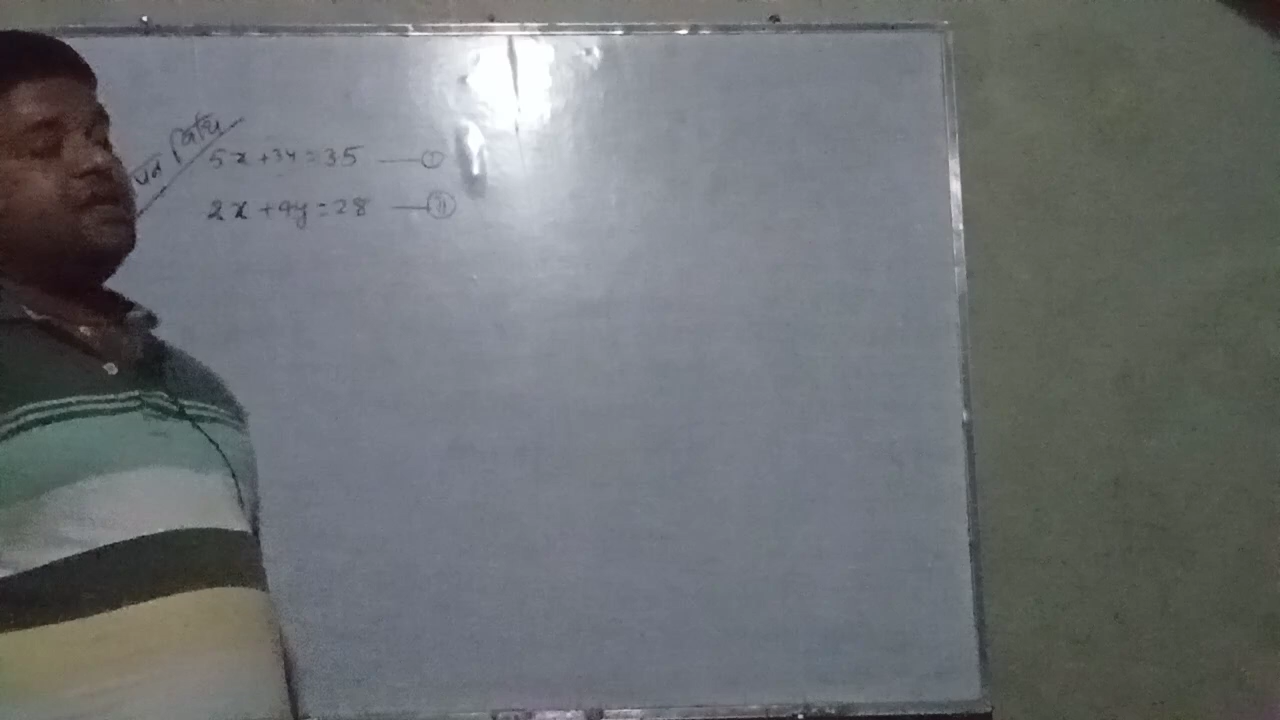 विधि
5x + 3y = 35 —— I
2x + 4y = 28 —— II